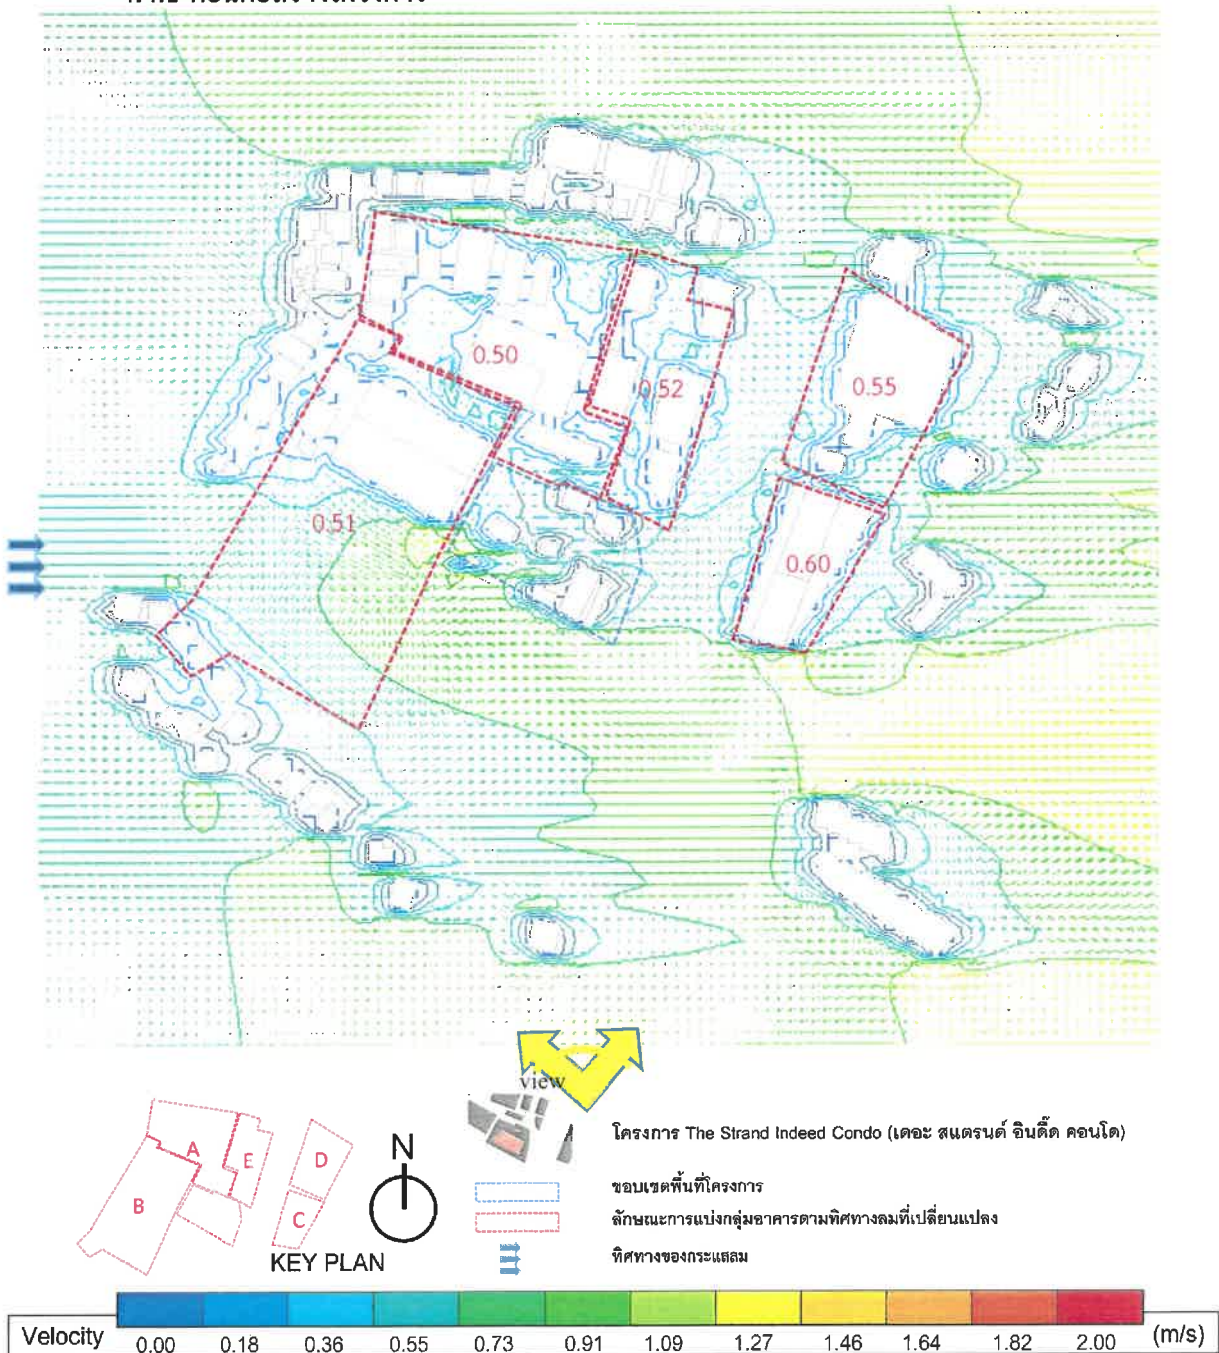 0.50
0.52
0.55
0.51
0.60
view
โครงการ The Strand Indeed Condo (เดอะ สแตรนด์ อินดี๊ด คอนโด)
A
E
D
B
C
N
KEY PLAN
ขอบเขตพื้นที่โครงการ
ลักษณะการแบ่งกลุ่มอาคารตามทิศทางลมที่เปลี่ยนแปลง
ทิศทางของกระแสลม
Velocity 0.00 0.18 0.36 0.55 0.73 0.91 1.09 1.27 1.46 1.64 1.82 2.00 (m/s)